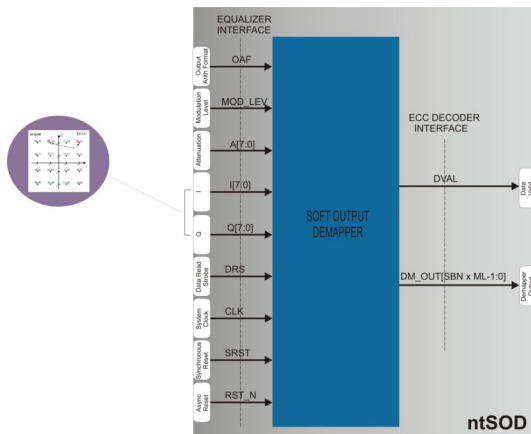 EQUALIZER
INTERFACE
Output
Arith Format
OAF
Modulation
Level
MOD_LEV
Attenuation
A[7:0]
I
I[7:0]
Q
Q[7:0]
Data Read
Strobe
DRS
System
Clock
CLK
Synchronous
Reset
SRST
Async
Reset
RST_N
SOFT OUTPUT
DEMAPPER
ECC DECODER
INTERFACE
DVAL
Data
Valid
DM_OUT[SBN x ML-1:0]
Demapper
Output
ntSOD